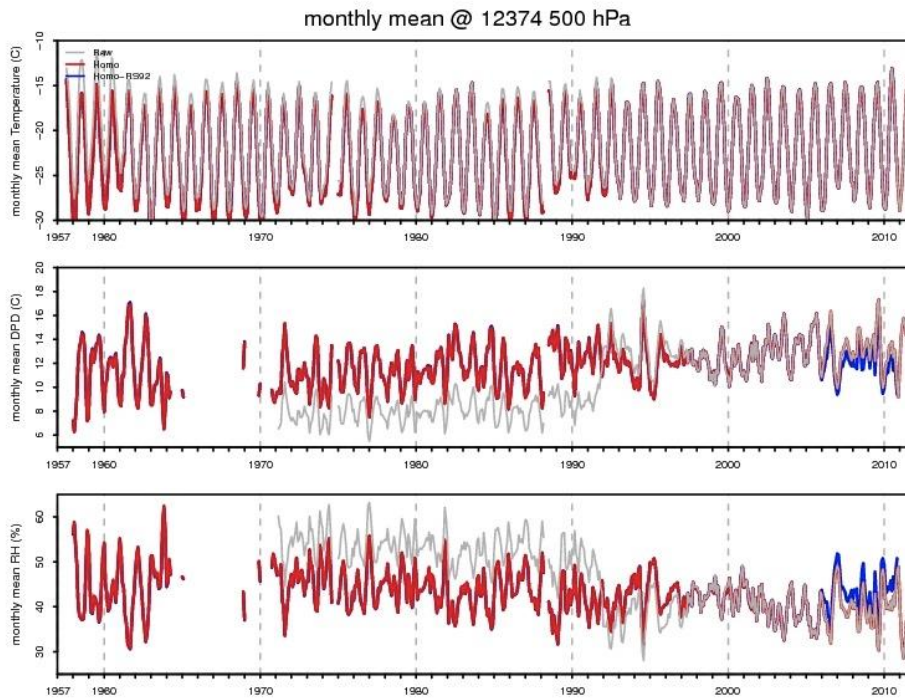 monthly mean @ 12374 500 hPa
monthly mean Temperature (C)
-10
-15
-20
-25
-30
Raw
Homo
Homo-RS92
1957 1960 1970 1980 1990 2000 2010
monthly mean DPD (C)
20
18
16
14
12
10
8
6
1957 1960 1970 1980 1990 2000 2010
monthly mean RH (%)
60
50
40
30
1957 1960 1970 1980 1990 2000 2010